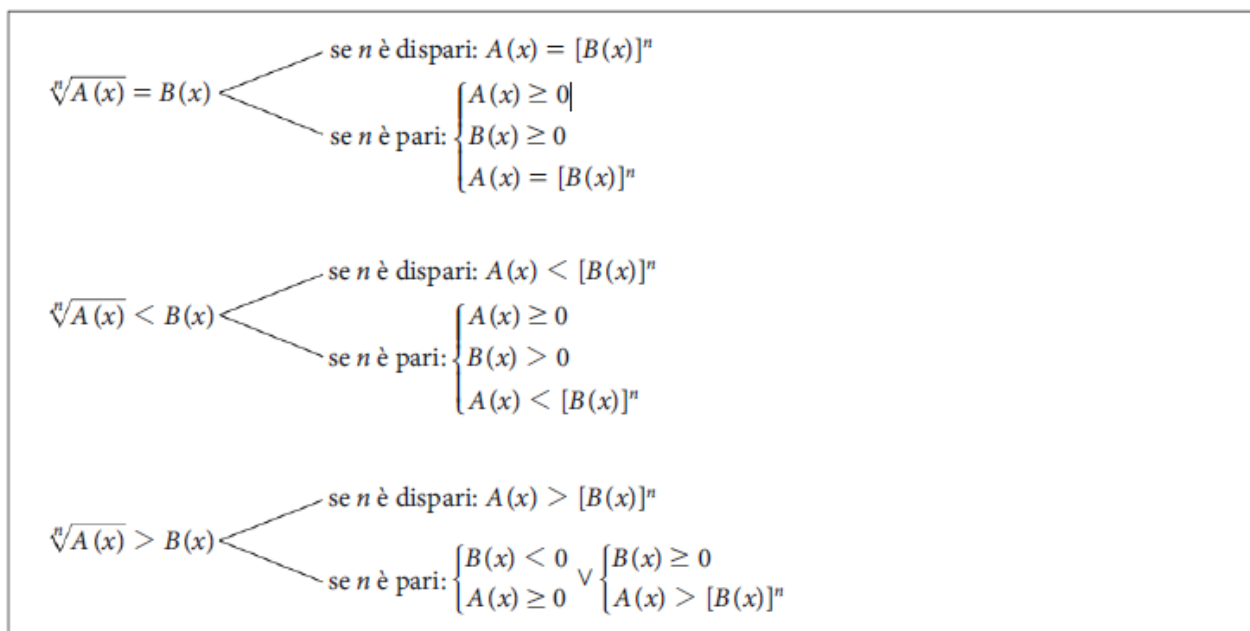 se n è dispari: A(x) = [B(x)]ⁿ
ⁿ√A(x) = B(x)
se n è pari: { A(x) ≥ 0
B(x) ≥ 0
A(x) = [B(x)]ⁿ
se n è dispari: A(x) < [B(x)]ⁿ
ⁿ√A(x) < B(x)
se n è pari: { A(x) ≥ 0
B(x) > 0
A(x) < [B(x)]ⁿ
se n è dispari: A(x) > [B(x)]ⁿ
ⁿ√A(x) > B(x)
se n è pari: { B(x) < 0 ∨ { B(x) ≥ 0
A(x) ≥ 0 A(x) > [B(x)]ⁿ